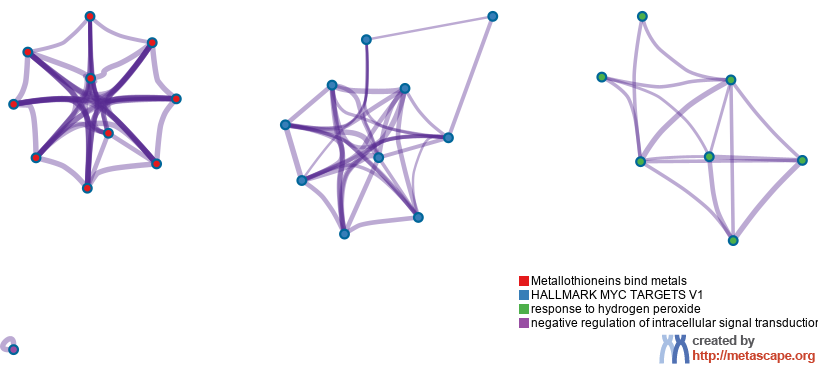 Metallothioneins bind metals
HALLMARK MYC TARGETS V1
response to hydrogen peroxide
negative regulation of intracellular signal transduction
created by
http://metascape.org